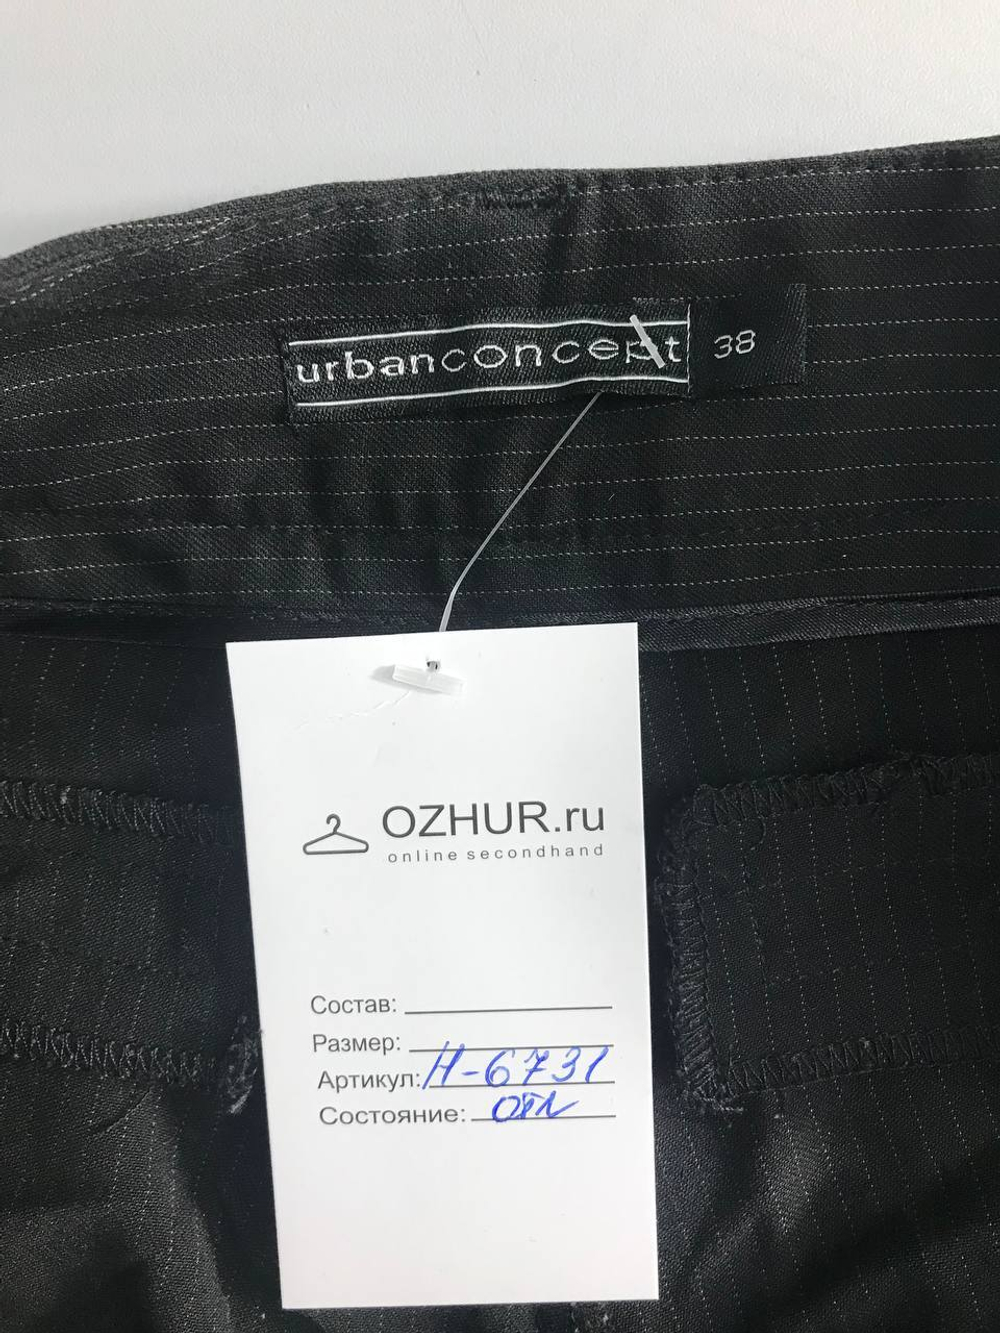 urbanconcept 38
OZHUR.ru
online secondhand
Состав:
Размер:
Артикул: Н-6731
Состояние: отл